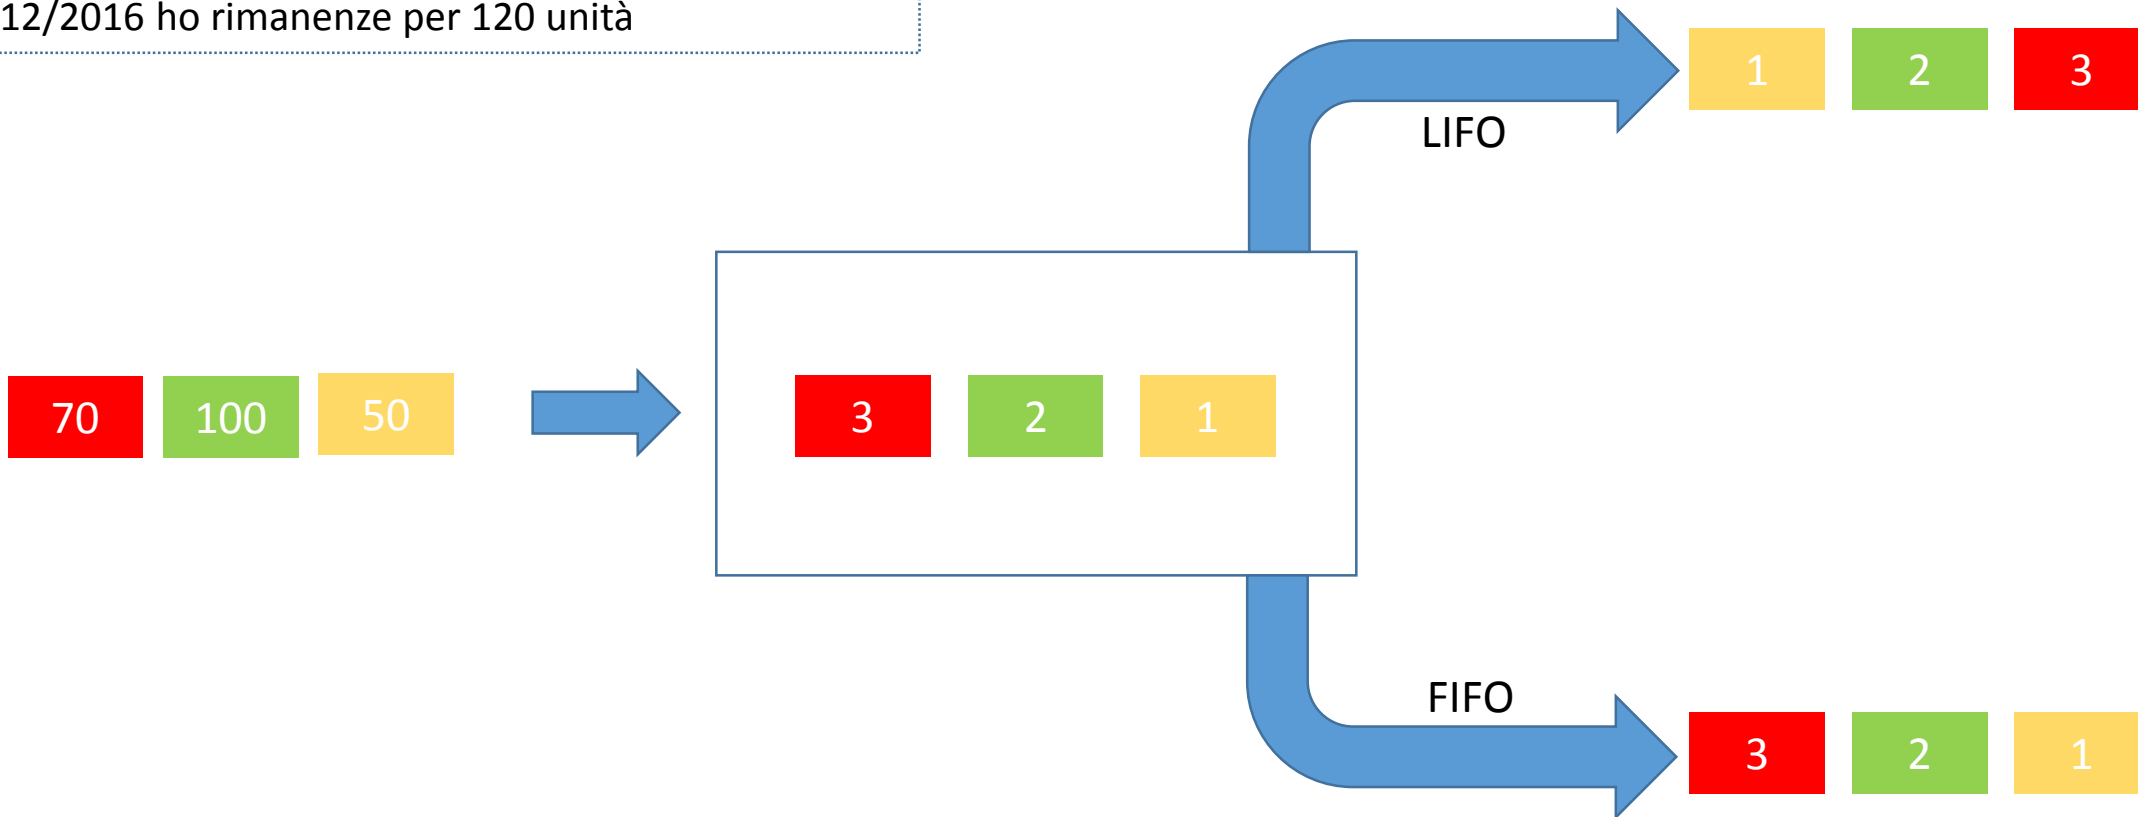 12/2016 ho rimanenze per 120 unità
1 2 3
LIFO
70 100 50
3 2 1
FIFO
3 2 1